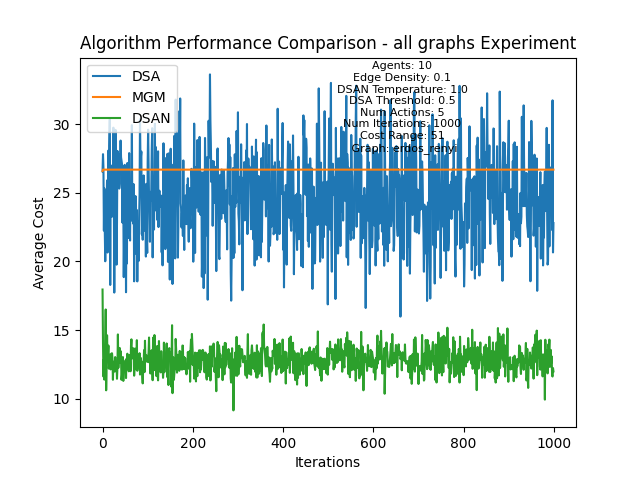 Algorithm Performance Comparison - all graphs Experiment
DSA
MGM
DSAN
Agents: 10
Edge Density: 0.1
DSAN Temperature: 1.0
DSA Threshold: 0.5
Num Actions: 5
Num Iterations: 1000
Cost Range: 51
Graph: erdos_renyi
Average Cost
30
25
20
15
10
0
200
400
600
800
1000
Iterations